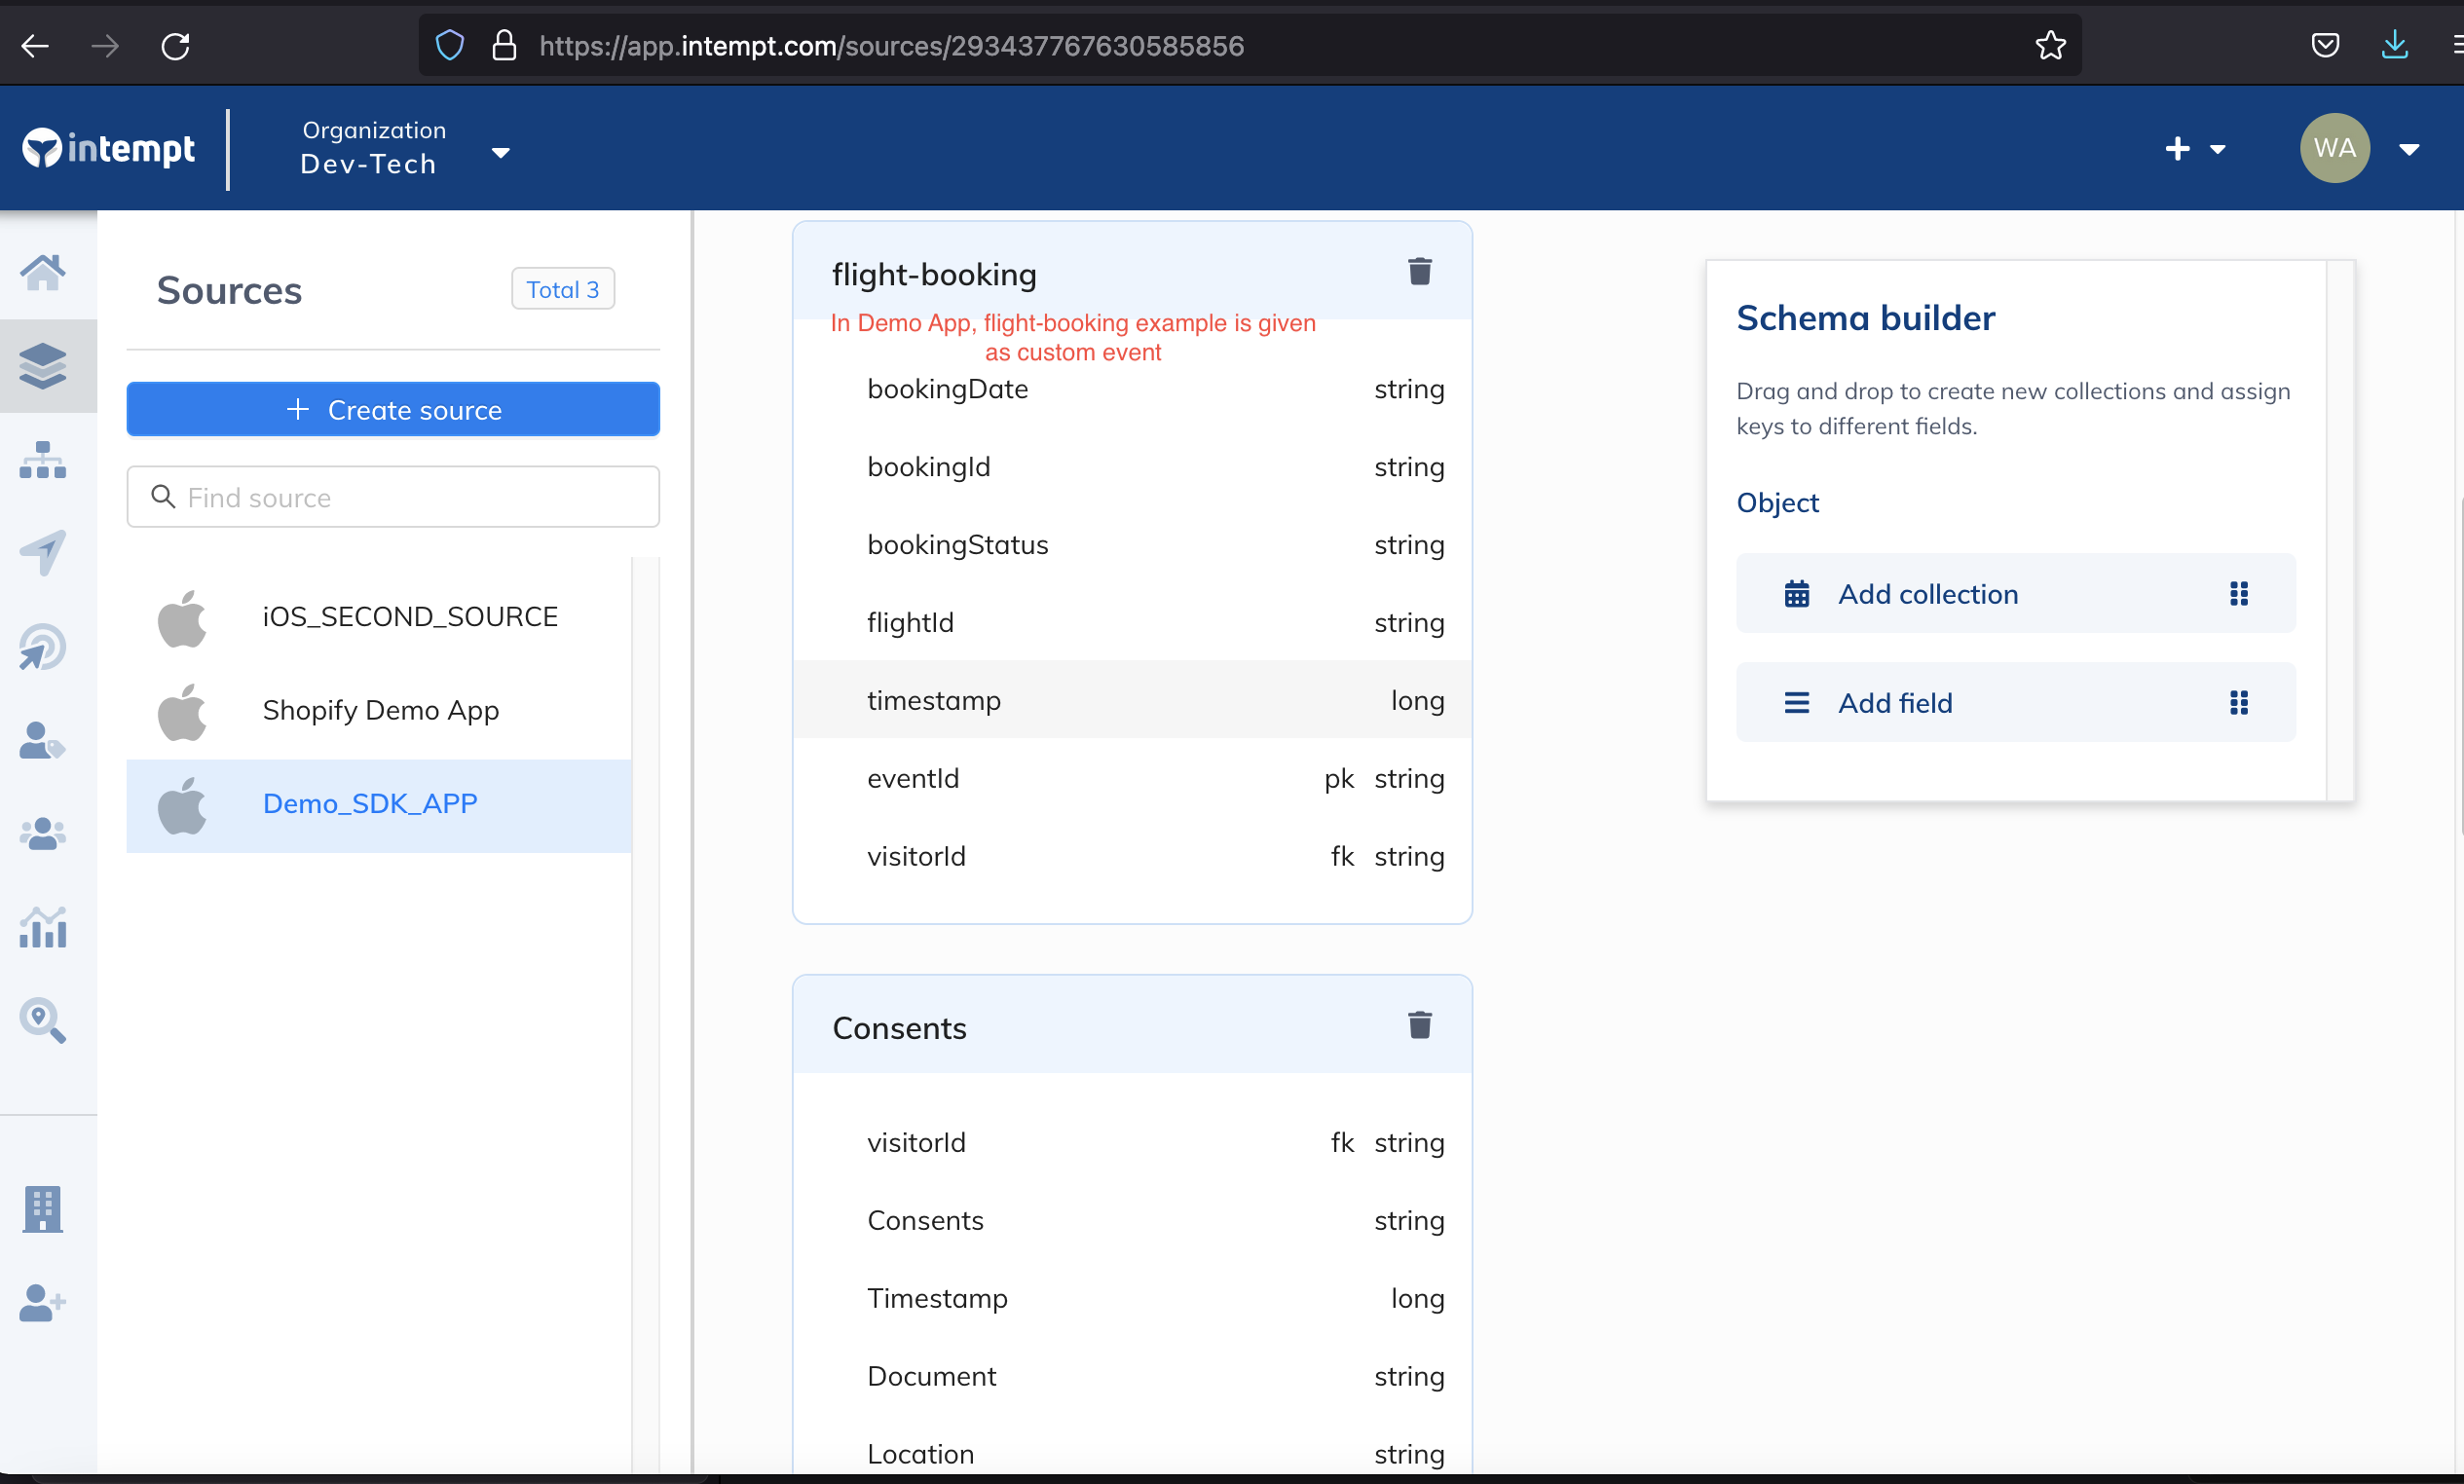 https://app.intempt.com/sources/293437767630585856
intempt
Organization
Dev-Tech
WA
Sources
Total 3
Create source
Find source
iOS_SECOND_SOURCE
Shopify Demo App
Demo_SDK_APP
flight-booking
In Demo App, flight-booking example is given
as custom event
bookingDate string
bookingId string
bookingStatus string
flightId string
timestamp long
eventId pk string
visitorId fk string
Consents
visitorId fk string
Consents string
Timestamp long
Document string
Location string
Schema builder
Drag and drop to create new collections and assign
keys to different fields.
Object
Add collection
Add field